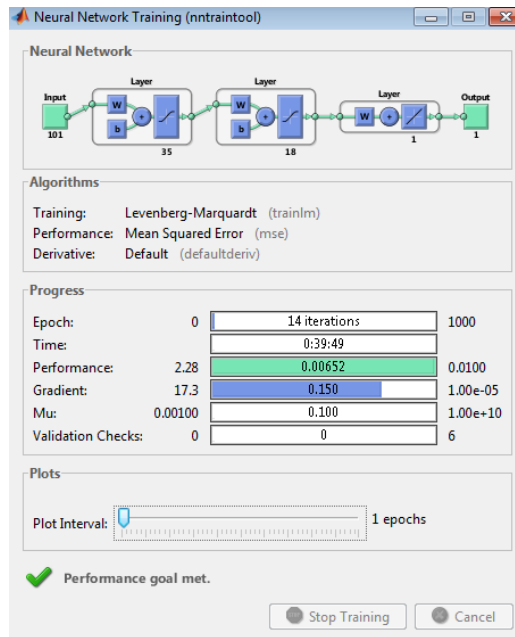 Neural Network Training (nntraintool)
Neural Network
Layer Layer
Input Layer Output
W W W
b b
101 35 18 1 1
Algorithms
Training: Levenberg-Marquardt (trainlm)
Performance: Mean Squared Error (mse)
Derivative: Default (defaultderiv)
Progress
Epoch: 0 14 iterations 1000
Time: 0:39:49
Performance: 2.28 0.00652 0.0100
Gradient: 17.3 0.150 1.00e-05
Mu: 0.00100 0.100 1.00e+10
Validation Checks: 0 0 6
Plots
Plot Interval: 1 epochs
Performance goal met.
Stop Training Cancel